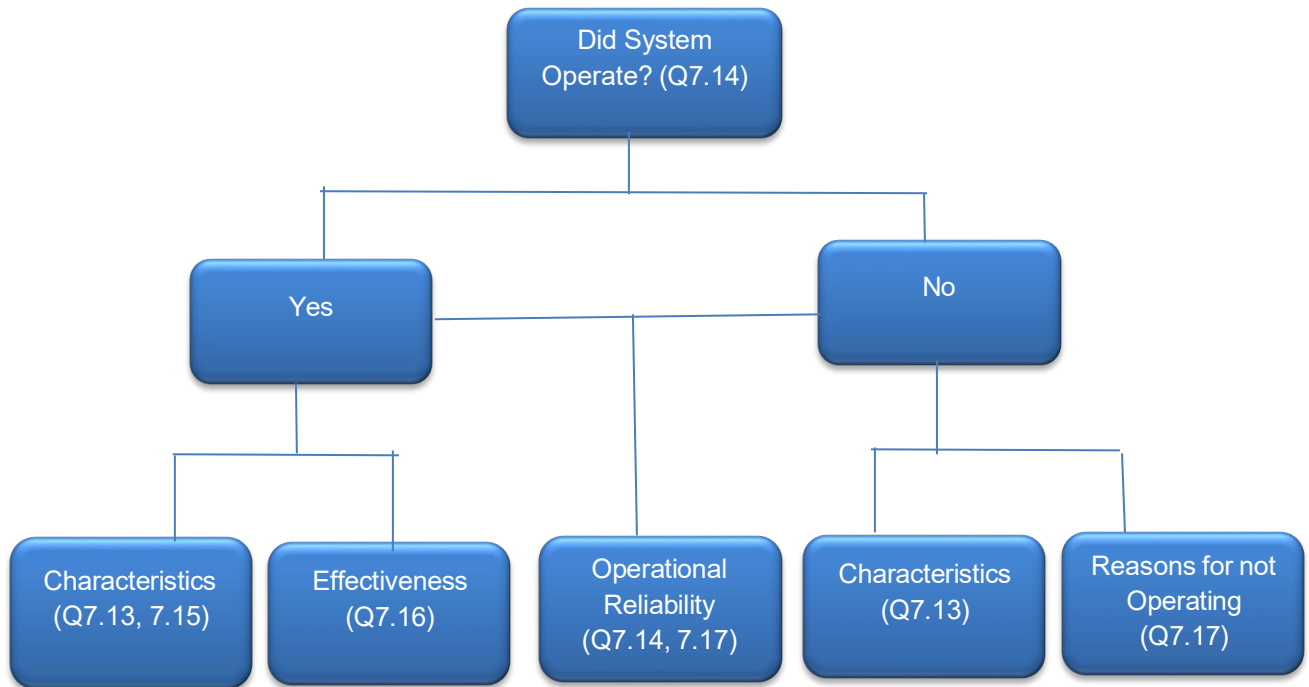 Did System
Operate? (Q7.14)
Yes
No
Characteristics
(Q7.13, 7.15)
Effectiveness
(Q7.16)
Operational
Reliability
(Q7.14, 7.17)
Characteristics
(Q7.13)
Reasons for not
Operating
(Q7.17)